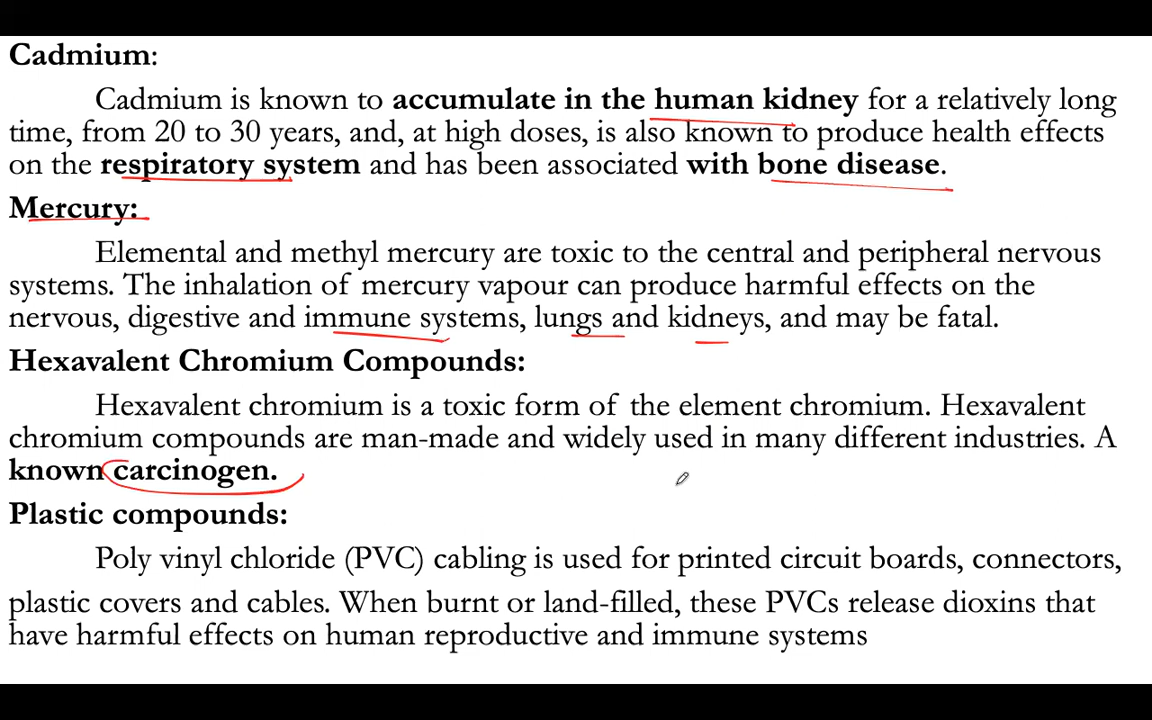 Cadmium:
Cadmium is known to accumulate in the human kidney for a relatively long
time, from 20 to 30 years, and, at high doses, is also known to produce health effects
on the respiratory system and has been associated with bone disease.
Mercury:
Elemental and methyl mercury are toxic to the central and peripheral nervous
systems. The inhalation of mercury vapour can produce harmful effects on the
nervous, digestive and immune systems, lungs and kidneys, and may be fatal.
Hexavalent Chromium Compounds:
Hexavalent chromium is a toxic form of the element chromium. Hexavalent
chromium compounds are man-made and widely used in many different industries. A
known carcinogen.
Plastic compounds:
Poly vinyl chloride (PVC) cabling is used for printed circuit boards, connectors,
plastic covers and cables. When burnt or land-filled, these PVCs release dioxins that
have harmful effects on human reproductive and immune systems